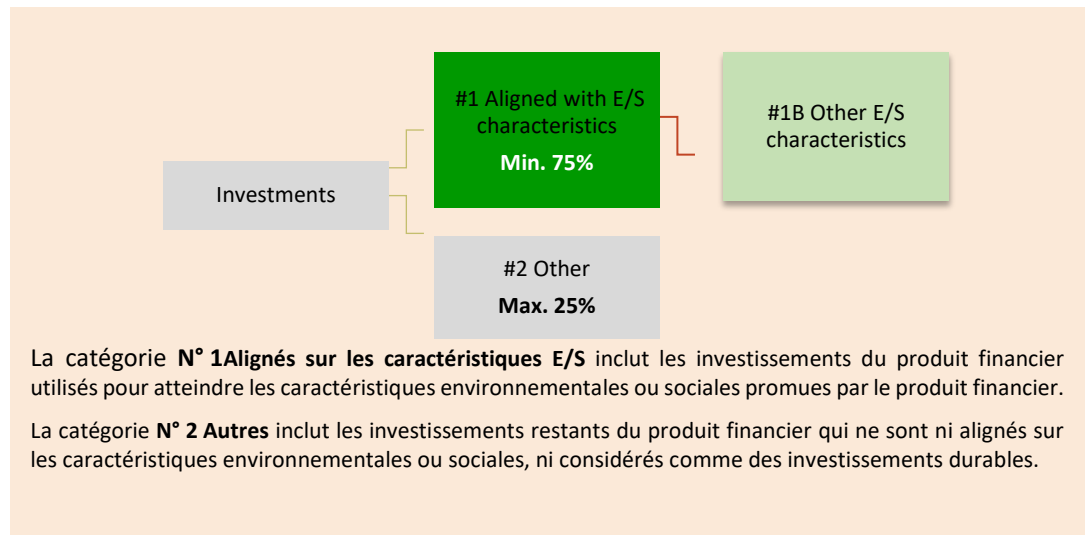 #1 Aligned with E/S
characteristics
Min. 75%
#1B Other E/S
characteristics
Investments
#2 Other
Max. 25%
La catégorie N° 1Alignés sur les caractéristiques E/S inclut les investissements du produit financier
utilisés pour atteindre les caractéristiques environnementales ou sociales promues par le produit financier.
La catégorie N° 2 Autres inclut les investissements restants du produit financier qui ne sont ni alignés sur
les caractéristiques environnementales ou sociales, ni considérés comme des investissements durables.